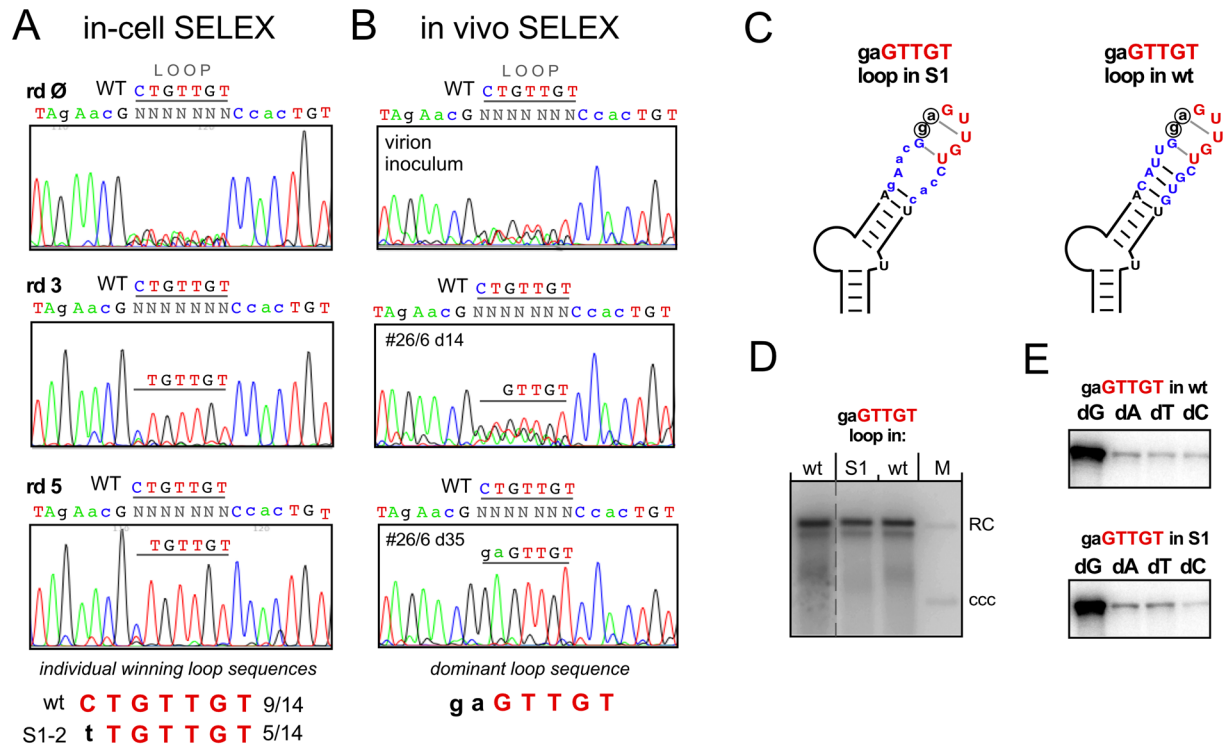 A in-cell SELEX
LOOP
rd Ø WT CTGTTGT
TAgAacGNNNNNNNCcacTGT
rd 3 WT CTGTTGT
TAgAacGNNNNNNNCcacTGT
TGTTGT
rd 5 WT CTGTTGT
TAgAacGNNNNNNNCcacTGT
TGTTGT
individual winning loop sequences
wt CTGTTGT 9/14
S1-2 tTGTTGT 5/14
B in vivo SELEX
LOOP
WT CTGTTGT
TAgAacGNNNNNNNCcacTGT
virion
inoculum
WT CTGTTGT
TAgAacGNNNNNNNCcacTGT
#26/6 d14
GTTGT
WT CTGTTGT
TAgAacGNNNNNNNCcacTGT
#26/6 d35
gaGTTGT
dominant loop sequence
gaGTTGT
C
gaGTTGT
loop in S1
gaGTTGT
loop in wt
D
gaGTTGT
loop in:
wt S1 wt M
RC
ccc
E
gaGTTGT in wt
dG dA dT dC
gaGTTGT in S1
dG dA dT dC